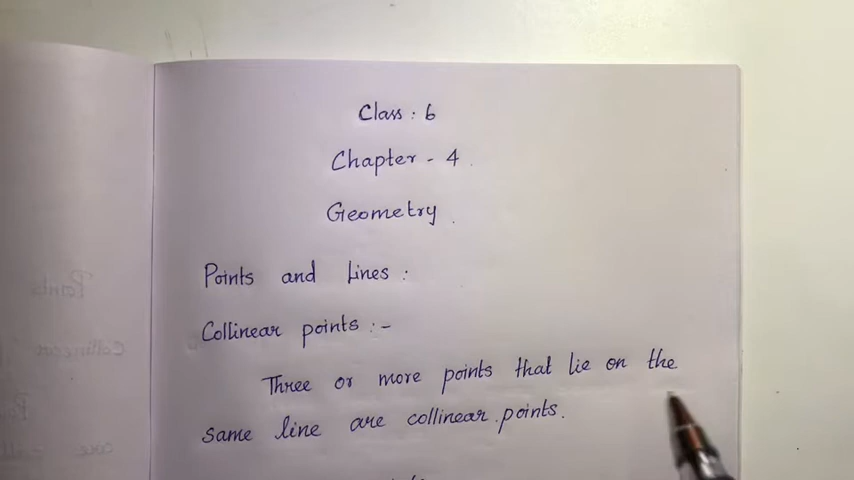 Class : 6
Chapter - 4
Geometry
Points and Lines :
Collinear points :-
Three or more points that lie on the
same line are collinear points.